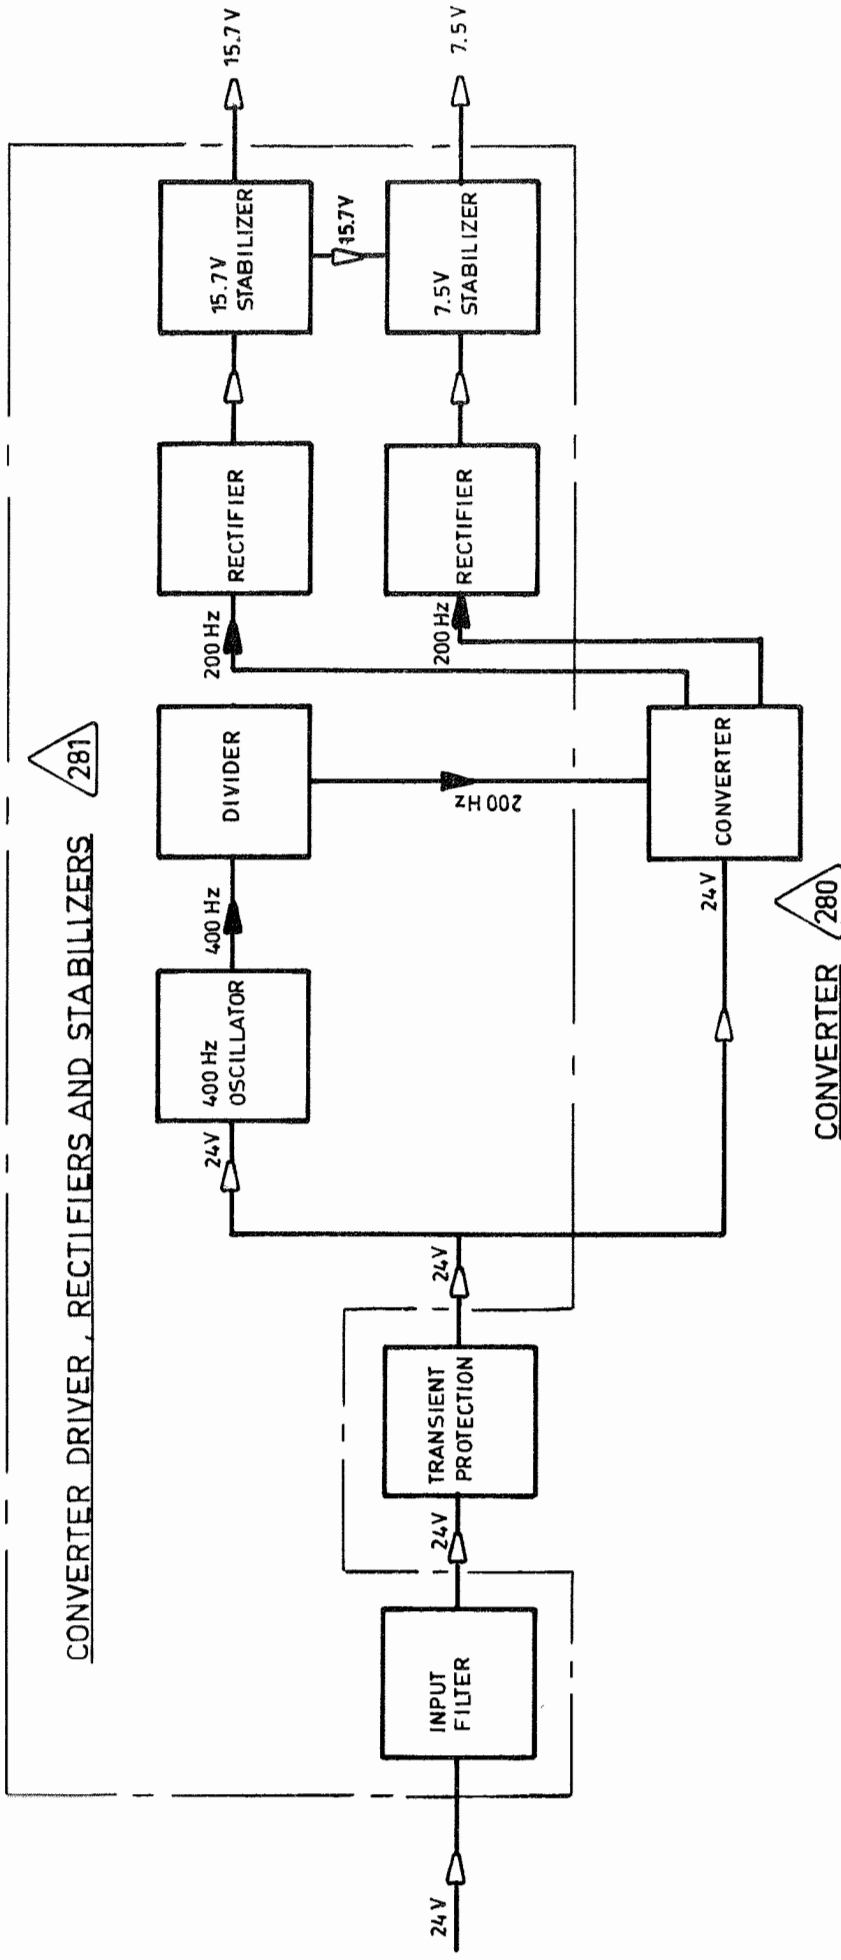 CONVERTER DRIVER, RECTIFIERS AND STABILIZERS
281
24V
INPUT
FILTER
24V
TRANSIENT
PROTECTION
24V
24V
400 Hz
OSCILLATOR
400 Hz
DIVIDER
200 Hz
200 Hz
RECTIFIER
15.7V
STABILIZER
15.7V
15.7V
200 Hz
RECTIFIER
7.5V
STABILIZER
7.5V
24V
CONVERTER
CONVERTER
280